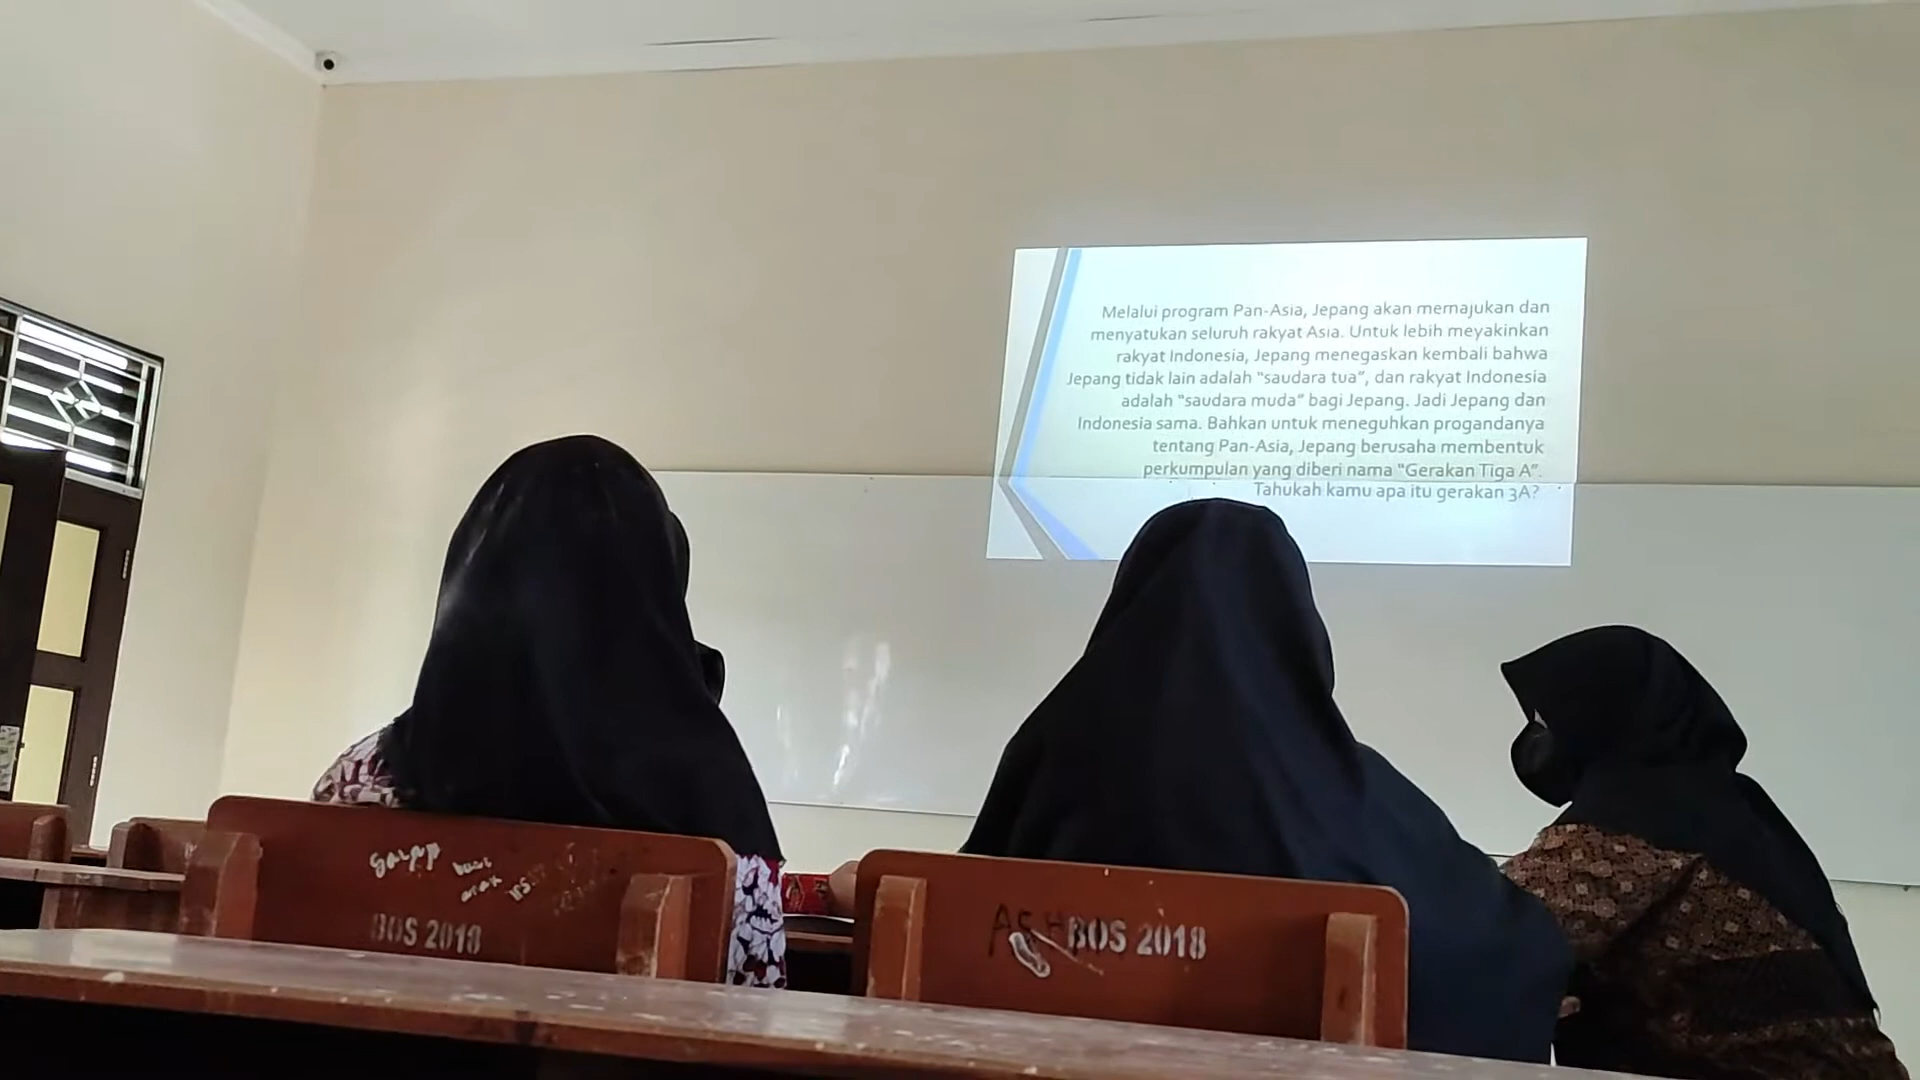 Melalui program Pan-Asia, Jepang akan memajukan dan
menyatukan seluruh rakyat Asia. Untuk lebih meyakinkan
rakyat Indonesia, Jepang menegaskan kembali bahwa
Jepang tidak lain adalah "saudara tua", dan rakyat Indonesia
adalah "saudara muda" bagi Jepang. Jadi Jepang dan
Indonesia sama. Bahkan untuk meneguhkan progandanya
tentang Pan-Asia, Jepang berusaha membentuk
perkumpulan yang diberi nama "Gerakan Tiga A".
Tahukah kamu apa itu gerakan 3A?
BOS 2018
BOS 2018